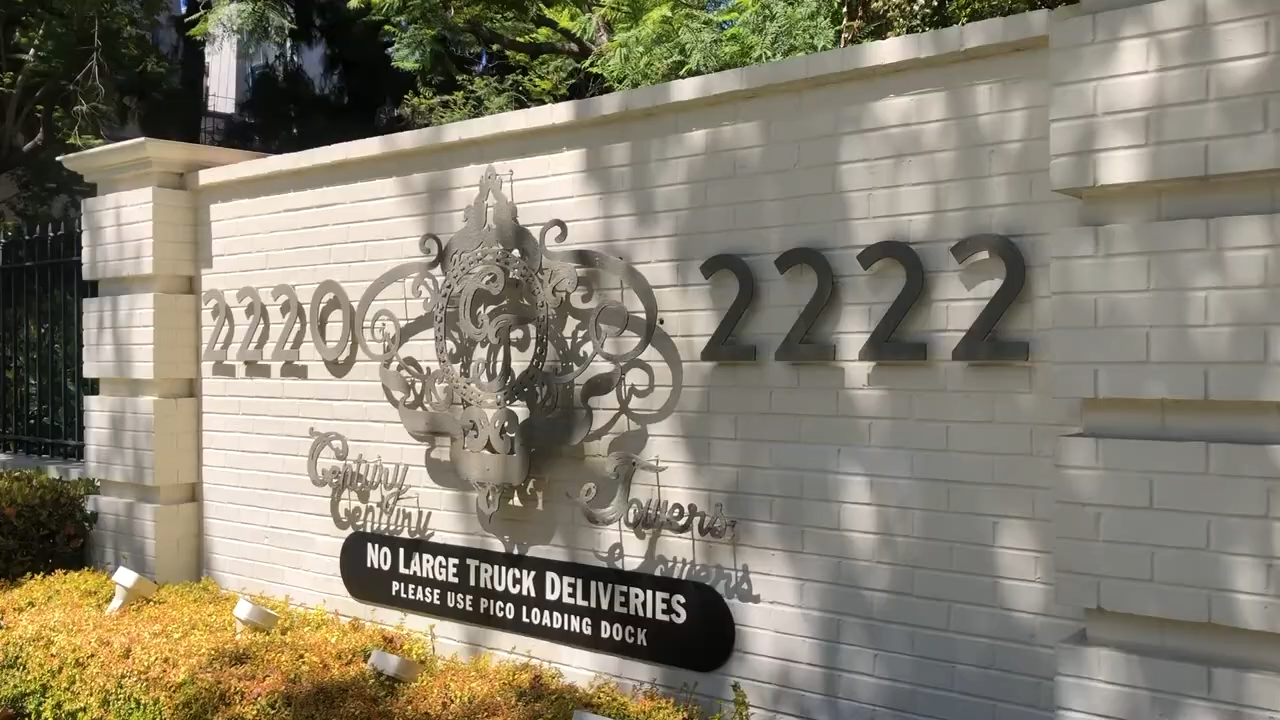 2220
2222
Century Towers
NO LARGE TRUCK DELIVERIES
PLEASE USE PICO LOADING DOCK